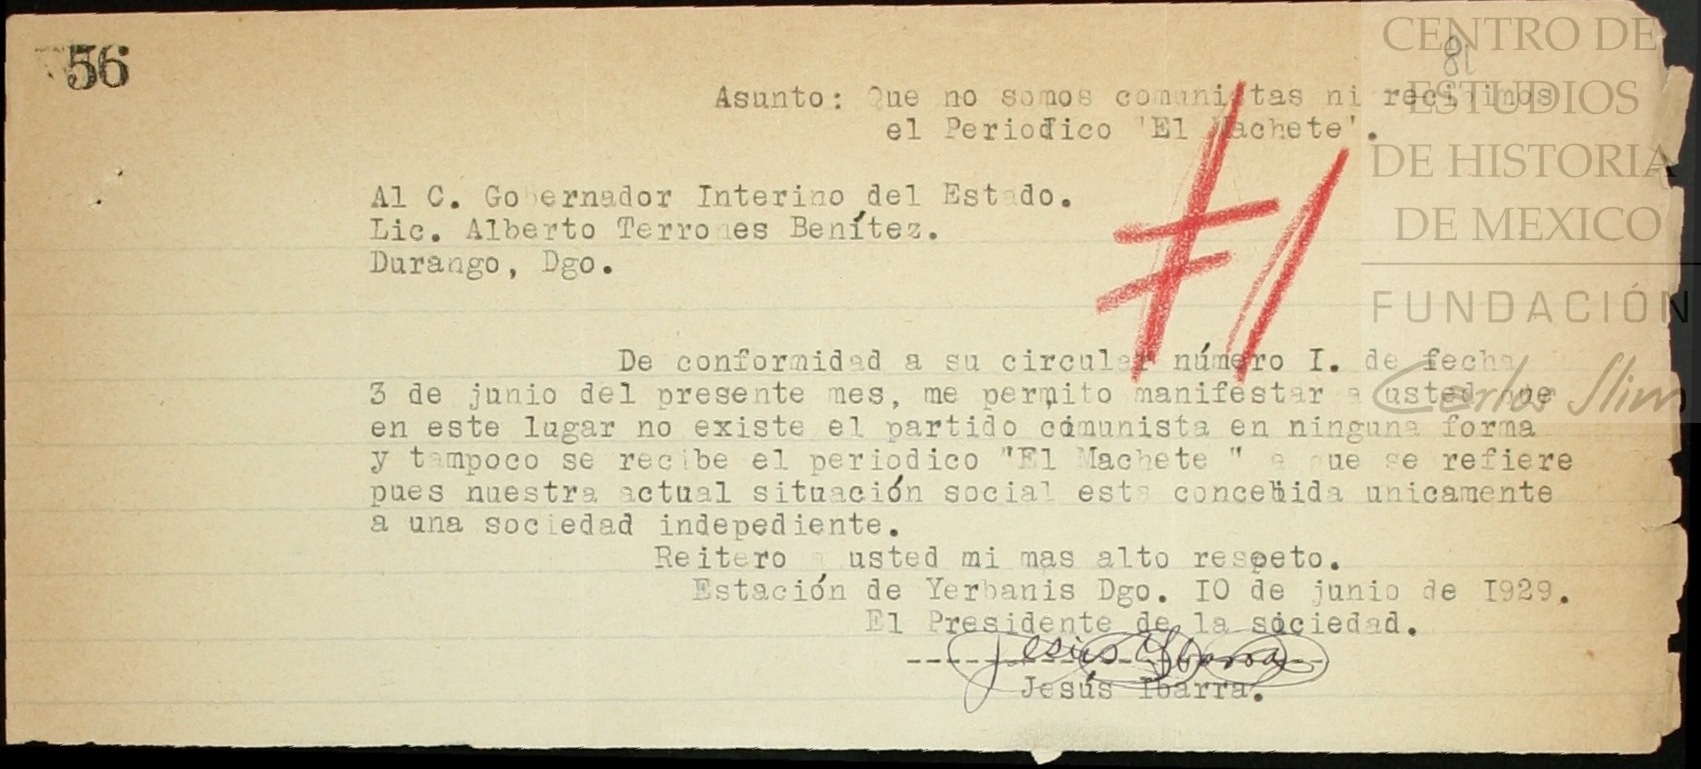 56
81
Asunto: Que no somos comunistas ni recibimos
el Periodico 'El Machete'.
Al C. Gobernador Interino del Estado.
Lic. Alberto Terrones Benítez.
Durango, Dgo.
De conformidad a su circular número I. de fecha
3 de junio del presente mes, me permito manifestar a usted que
en este lugar no existe el partido comunista en ninguna forma
y tampoco se recibe el periodico "El Machete " a que se refiere
pues nuestra actual situación social esta concebida unicamente
a una sociedad indepediente.
Reitero a usted mi mas alto respeto.
Estación de Yerbanis Dgo. IO de junio de I929.
El Presidente de la sociedad.
Jesús Ibarra
Jesús Ibarra.
CENTRO DE
ESTUDIOS
DE HISTORIA
DE MEXICO
FUNDACIÓN
Carlos Slim